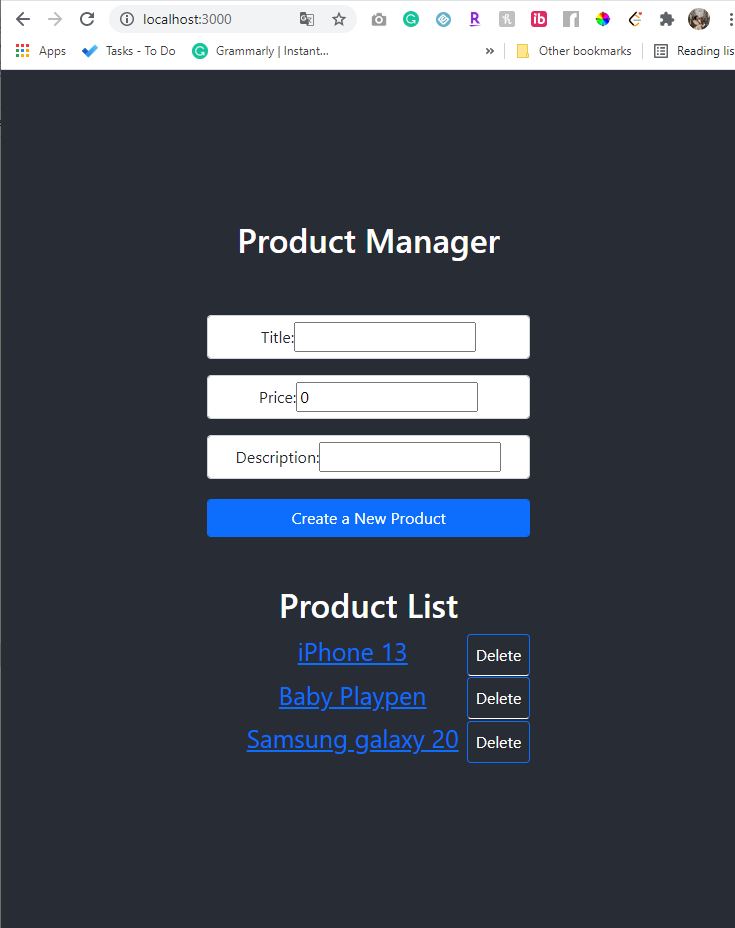 localhost:3000
Apps Tasks - To Do Grammarly | Instant... » Other bookmarks Reading lis
Product Manager
Title:
Price: 0
Description:
Create a New Product
Product List
iPhone 13 Delete
Baby Playpen Delete
Samsung galaxy 20 Delete